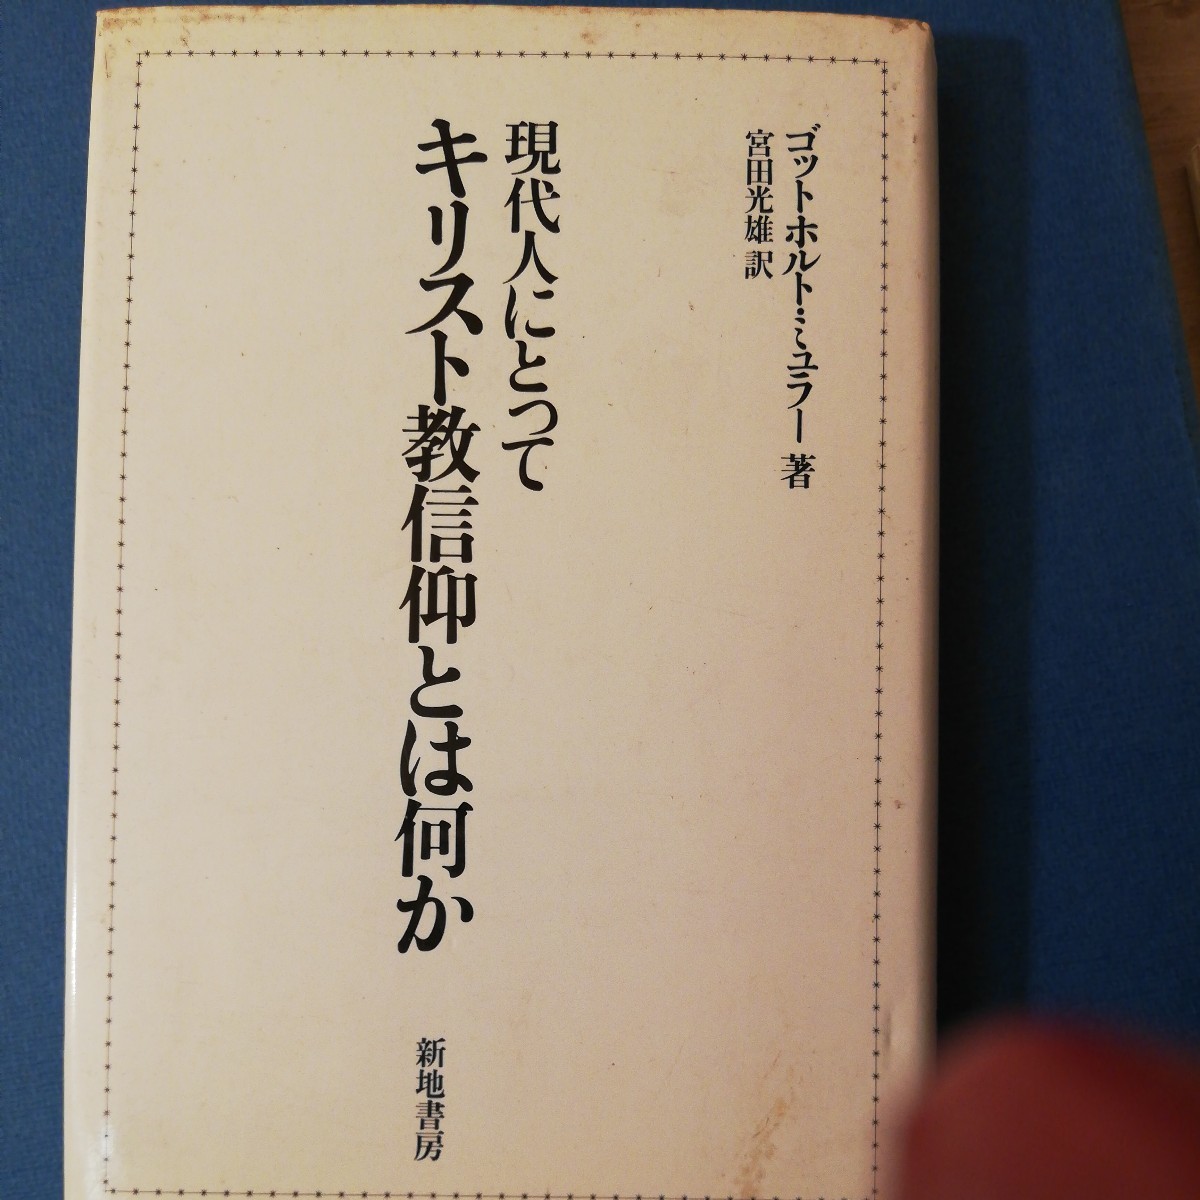 ゴットホルト・ミュラー 著
宮田光雄 訳
現代人にとって
キリスト教信仰とは何か
新地書房